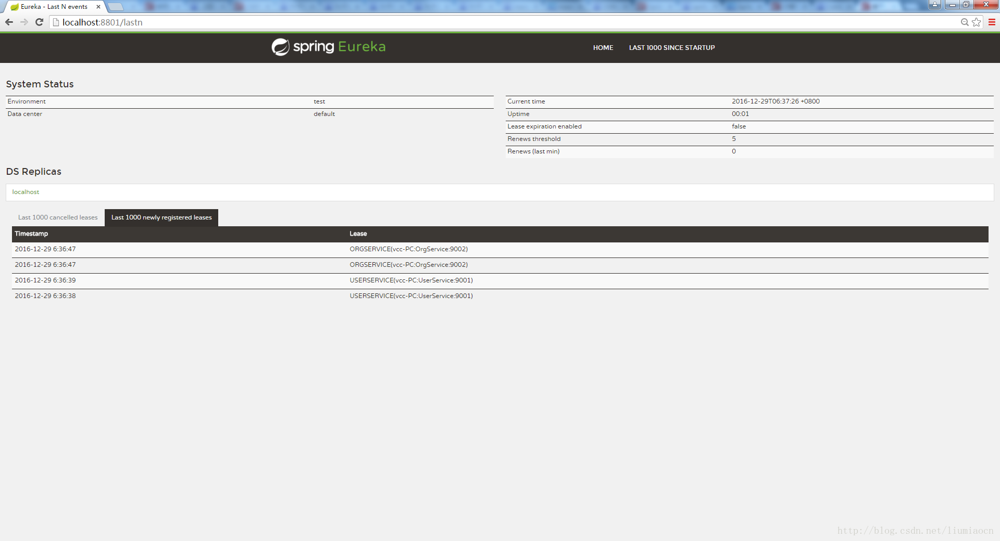 Eureka - Last N events
localhost:8801/lastn
spring Eureka HOME LAST 1000 SINCE STARTUP
System Status
Environment test
Data center default
Current time 2016-12-29T06:37:26 +0800
Uptime 00:01
Lease expiration enabled false
Renews threshold 5
Renews (last min) 0
DS Replicas
localhost
Last 1000 cancelled leases Last 1000 newly registered leases
Timestamp Lease
2016-12-29 6:36:47 ORGSERVICE(vcc-PC:OrgService:9002)
2016-12-29 6:36:47 ORGSERVICE(vcc-PC:OrgService:9002)
2016-12-29 6:36:39 USERSERVICE(vcc-PC:UserService:9001)
2016-12-29 6:36:38 USERSERVICE(vcc-PC:UserService:9001)
http://blog.csdn.net/liumiaocn